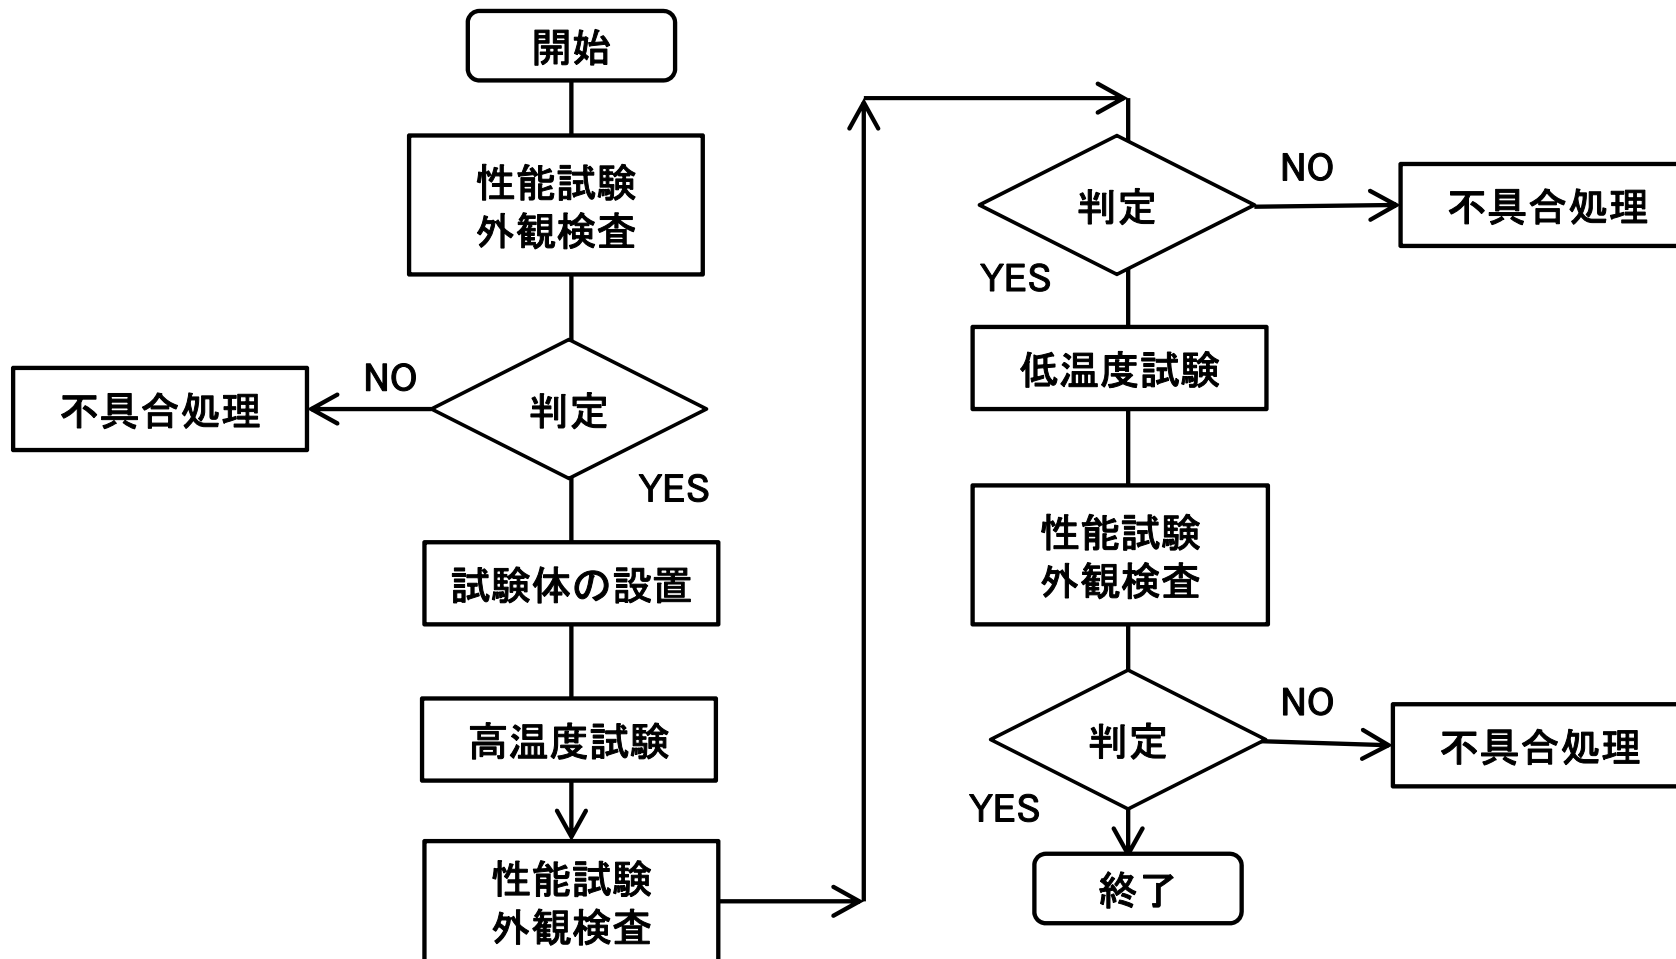 開始
性能試験
外観検査
NO
不具合処理
判定
YES
試験体の設置
高温度試験
性能試験
外観検査
判定
NO
不具合処理
YES
低温度試験
性能試験
外観検査
判定
NO
不具合処理
YES
終了